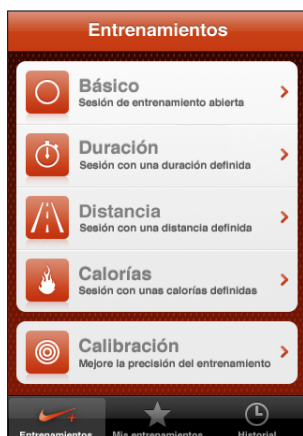 Entrenamientos
Básico
Sesión de entrenamiento abierta
Duración
Sesión con una duración definida
Distancia
Sesión con una distancia definida
Calorías
Sesión con unas calorías definidas
Calibración
Mejore la precisión del entrenamiento
Entrenamientos Mis entrenamientos Historial